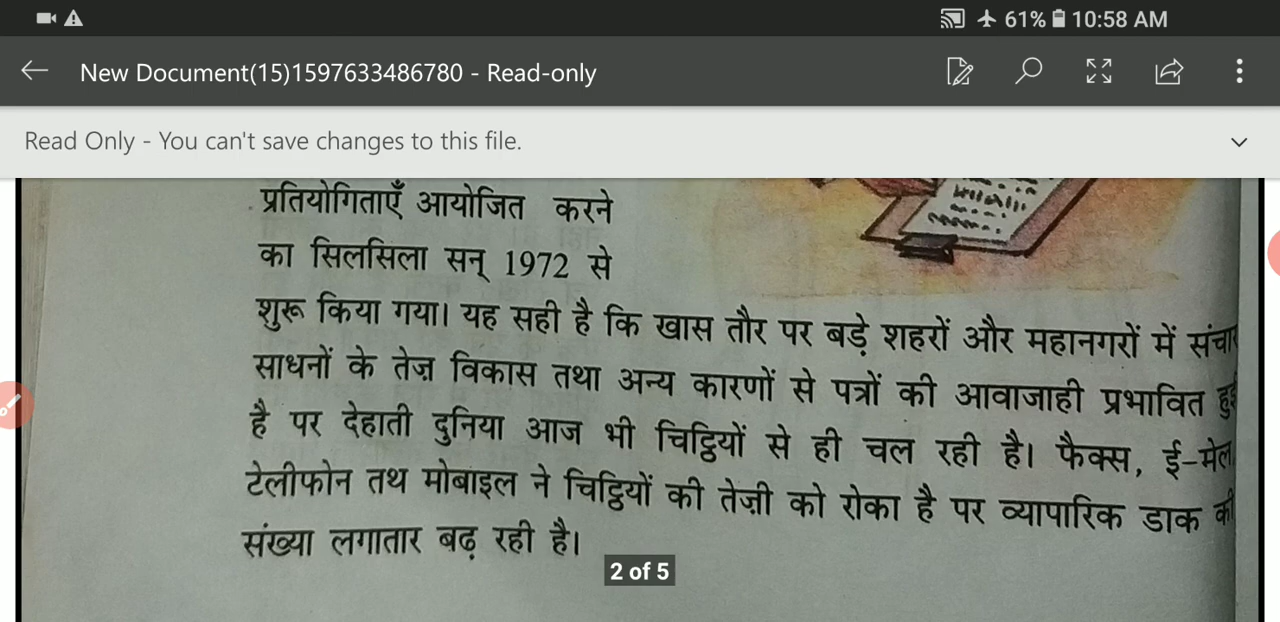 61% 10:58 AM
New Document(15)1597633486780 - Read-only
Read Only - You can't save changes to this file.
प्रतियोगिताएँ आयोजित करने
का सिलसिला सन् 1972 से
शुरू किया गया। यह सही है कि खास तौर पर बड़े शहरों और महानगरों में संचार
साधनों के तेज़ विकास तथा अन्य कारणों से पत्रों की आवाजाही प्रभावित हुई
है पर देहाती दुनिया आज भी चिट्ठियों से ही चल रही है। फैक्स, ई-मेल,
टेलीफोन तथ मोबाइल ने चिट्ठियों की तेज़ी को रोका है पर व्यापारिक डाक की
संख्या लगातार बढ़ रही है।
2 of 5